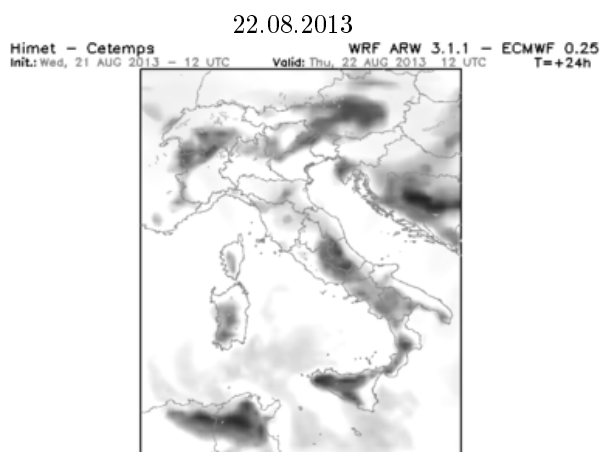 22.08.2013
Himet - Cetemps WRF ARW 3.1.1 - ECMWF 0.25
Init.: Wed, 21 AUG 2013 - 12 UTC Valid: Thu, 22 AUG 2013 12 UTC T=+24h